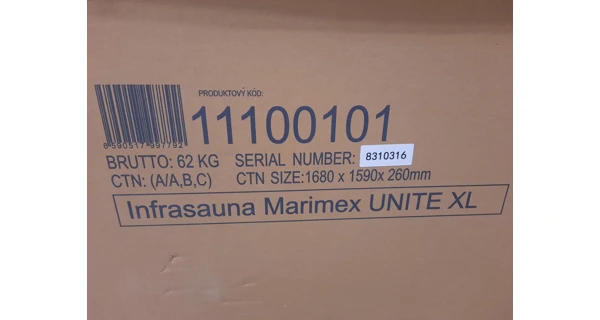 PRODUKTOVÝ KÓD:
11100101
8590517997792
BRUTTO: 62 KG SERIAL NUMBER: 8310316
CTN: (A/A,B,C) CTN SIZE:1680 x 1590x 260mm
Infrasauna Marimex UNITE XL